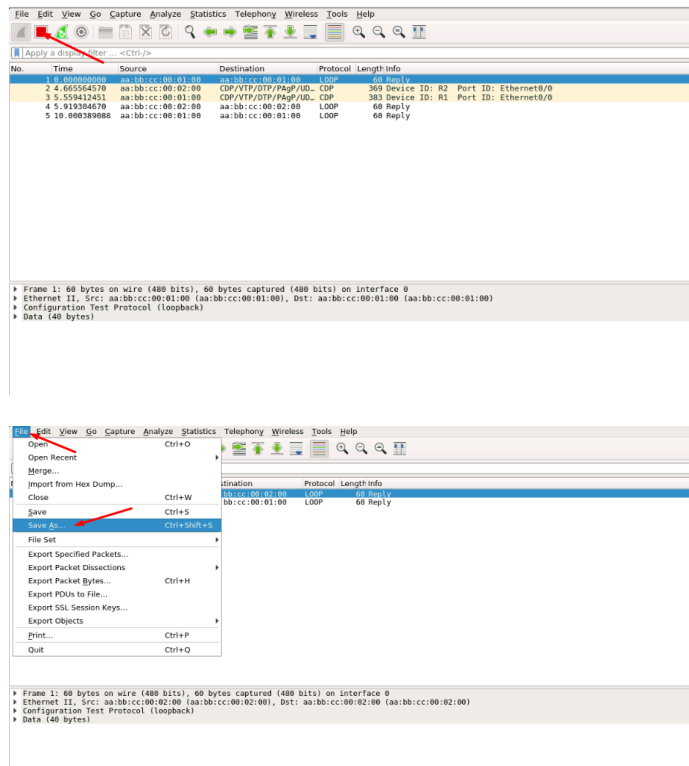 File Edit View Go Capture Analyze Statistics Telephony Wireless Tools Help
Apply a display filter ... <Ctrl-/>
No. Time Source Destination Protocol Length Info
1 0.000000000 aa:bb:cc:00:01:00 aa:bb:cc:00:01:00 LOOP 60 Reply
2 4.665564570 aa:bb:cc:00:02:00 CDP/VTP/DTP/PAgP/UD… CDP 369 Device ID: R2 Port ID: Ethernet0/0
3 5.559412451 aa:bb:cc:00:01:00 CDP/VTP/DTP/PAgP/UD… CDP 383 Device ID: R1 Port ID: Ethernet0/0
4 5.919304670 aa:bb:cc:00:02:00 aa:bb:cc:00:02:00 LOOP 60 Reply
5 10.000389088 aa:bb:cc:00:01:00 aa:bb:cc:00:01:00 LOOP 60 Reply
Frame 1: 60 bytes on wire (480 bits), 60 bytes captured (480 bits) on interface 0
Ethernet II, Src: aa:bb:cc:00:01:00 (aa:bb:cc:00:01:00), Dst: aa:bb:cc:00:01:00 (aa:bb:cc:00:01:00)
Configuration Test Protocol (loopback)
Data (40 bytes)
File Edit View Go Capture Analyze Statistics Telephony Wireless Tools Help
Open Ctrl+O
Open Recent
Merge...
Import from Hex Dump...
Close Ctrl+W
tination Protocol Length Info
bb:cc:00:02:00 LOOP 60 Reply
bb:cc:00:01:00 LOOP 60 Reply
Save Ctrl+S
Save As... Ctrl+Shift+S
File Set
Export Specified Packets...
Export Packet Dissections
Export Packet Bytes... Ctrl+H
Export PDUs to File...
Export SSL Session Keys...
Export Objects
Print... Ctrl+P
Quit Ctrl+Q
Frame 1: 60 bytes on wire (480 bits), 60 bytes captured (480 bits) on interface 0
Ethernet II, Src: aa:bb:cc:00:02:00 (aa:bb:cc:00:02:00), Dst: aa:bb:cc:00:02:00 (aa:bb:cc:00:02:00)
Configuration Test Protocol (loopback)
Data (40 bytes)